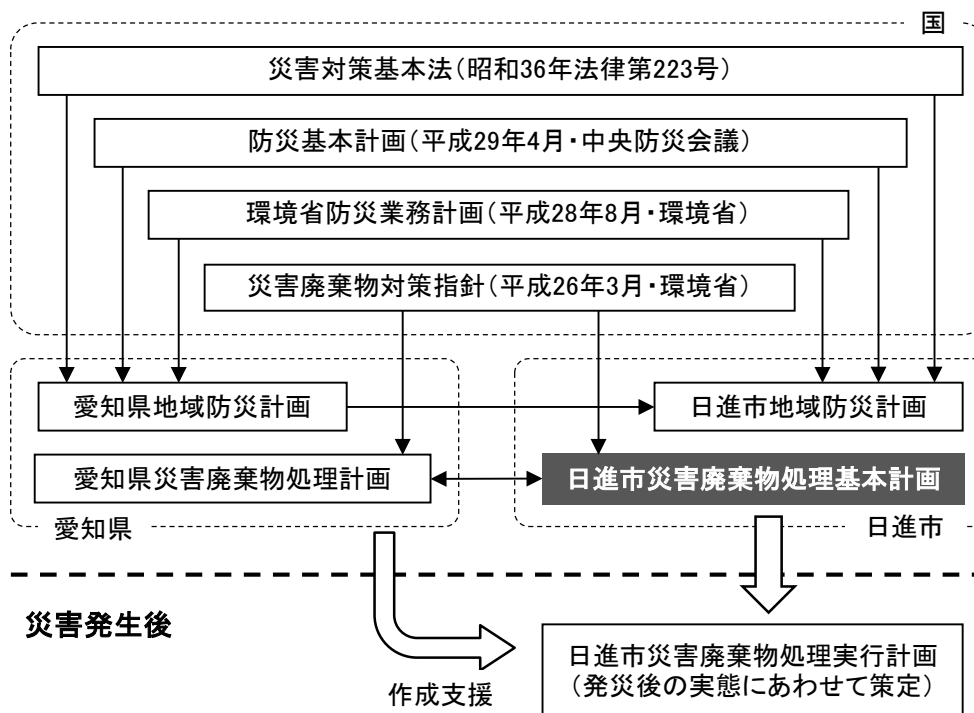 国
災害対策基本法（昭和36年法律第223号）
防災基本計画（平成29年4月・中央防災会議）
環境省防災業務計画（平成28年8月・環境省）
災害廃棄物対策指針（平成26年3月・環境省）
愛知県地域防災計画
日進市地域防災計画
愛知県災害廃棄物処理計画
日進市災害廃棄物処理基本計画
愛知県
日進市
災害発生後
日進市災害廃棄物処理実行計画
（発災後の実態にあわせて策定）
作成支援